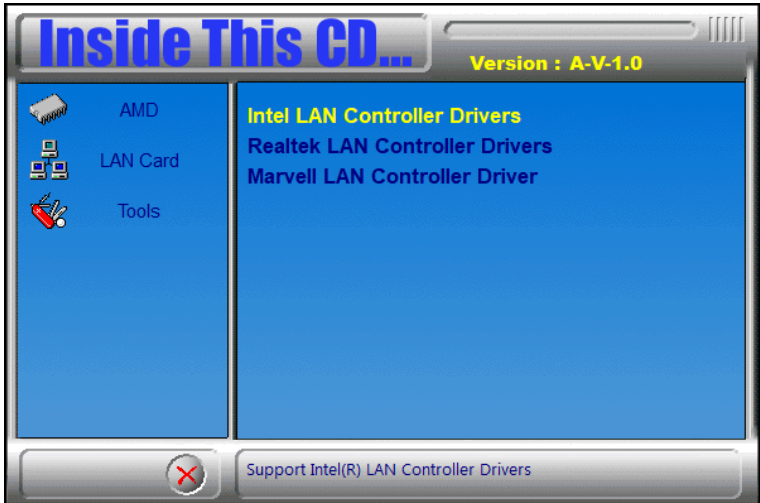 Inside This CD...
Version : A-V-1.0
AMD
LAN Card
Tools
Intel LAN Controller Drivers
Realtek LAN Controller Drivers
Marvell LAN Controller Driver
Support Intel(R) LAN Controller Drivers